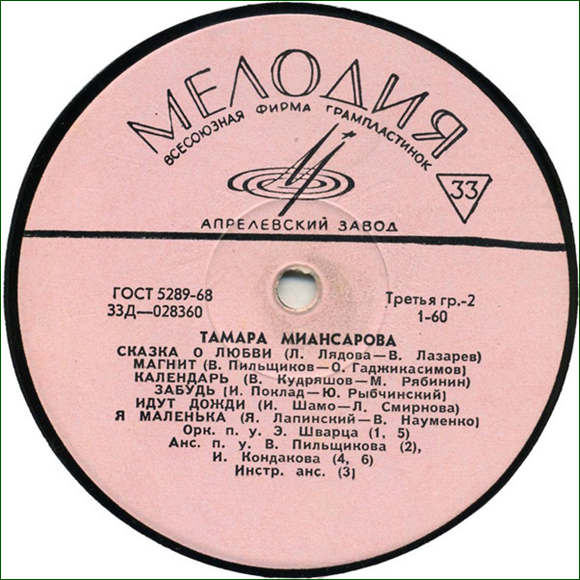 МЕЛОДИЯ
ВСЕСОЮЗНАЯ ФИРМА ГРАМПЛАСТИНОК
33
АПРЕЛЕВСКИЙ ЗАВОД
ГОСТ 5289-68
Третья гр.-2
33Д—028360
1-60
ТАМАРА МИАНСАРОВА
СКАЗКА О ЛЮБВИ (Л. Лядова—В. Лазарев)
МАГНИТ (В. Пильщиков—О. Гаджикасимов)
КАЛЕНДАРЬ (В. Кудряшов—М. Рябинин)
ЗАБУДЬ [И. Поклад—Ю. Рыбчинский)
ИДУТ ДОЖДИ (И. Шамо—Л. Смирнова)
Я МАЛЕНЬКА (Я. Лапинский—В. Науменко)
Орк. п. у. Э. Шварца (1, 5)
Анс. п. у. В. Пильщикова (2),
И. Кондакова (4, 6)
Инстр. анс. (3)